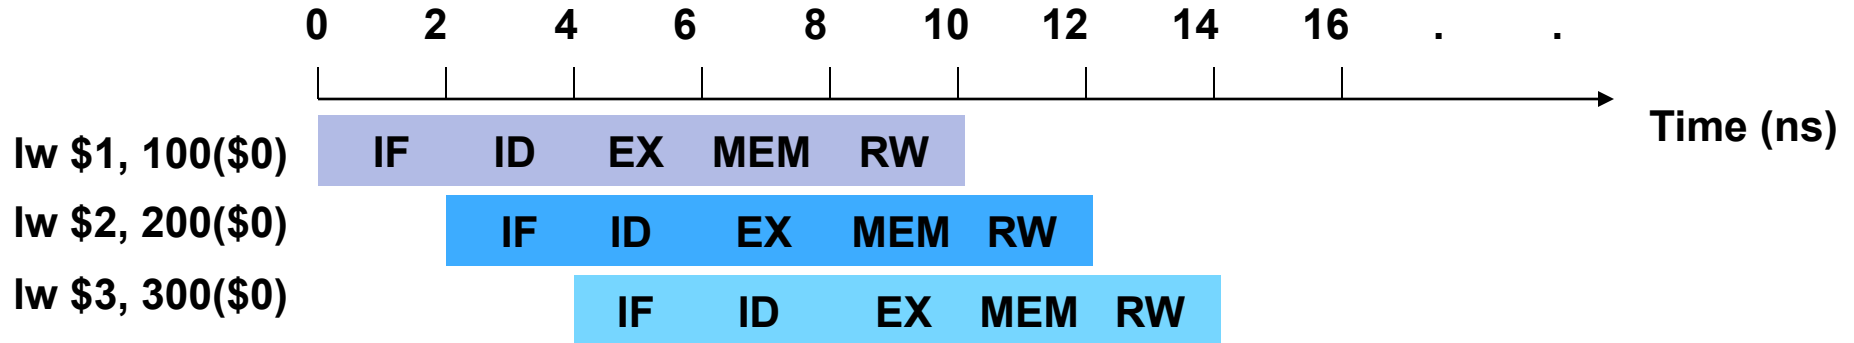 0 2 4 6 8 10 12 14 16 . .
Time (ns)
lw $1, 100($0) IF ID EX MEM RW
lw $2, 200($0) IF ID EX MEM RW
lw $3, 300($0) IF ID EX MEM RW